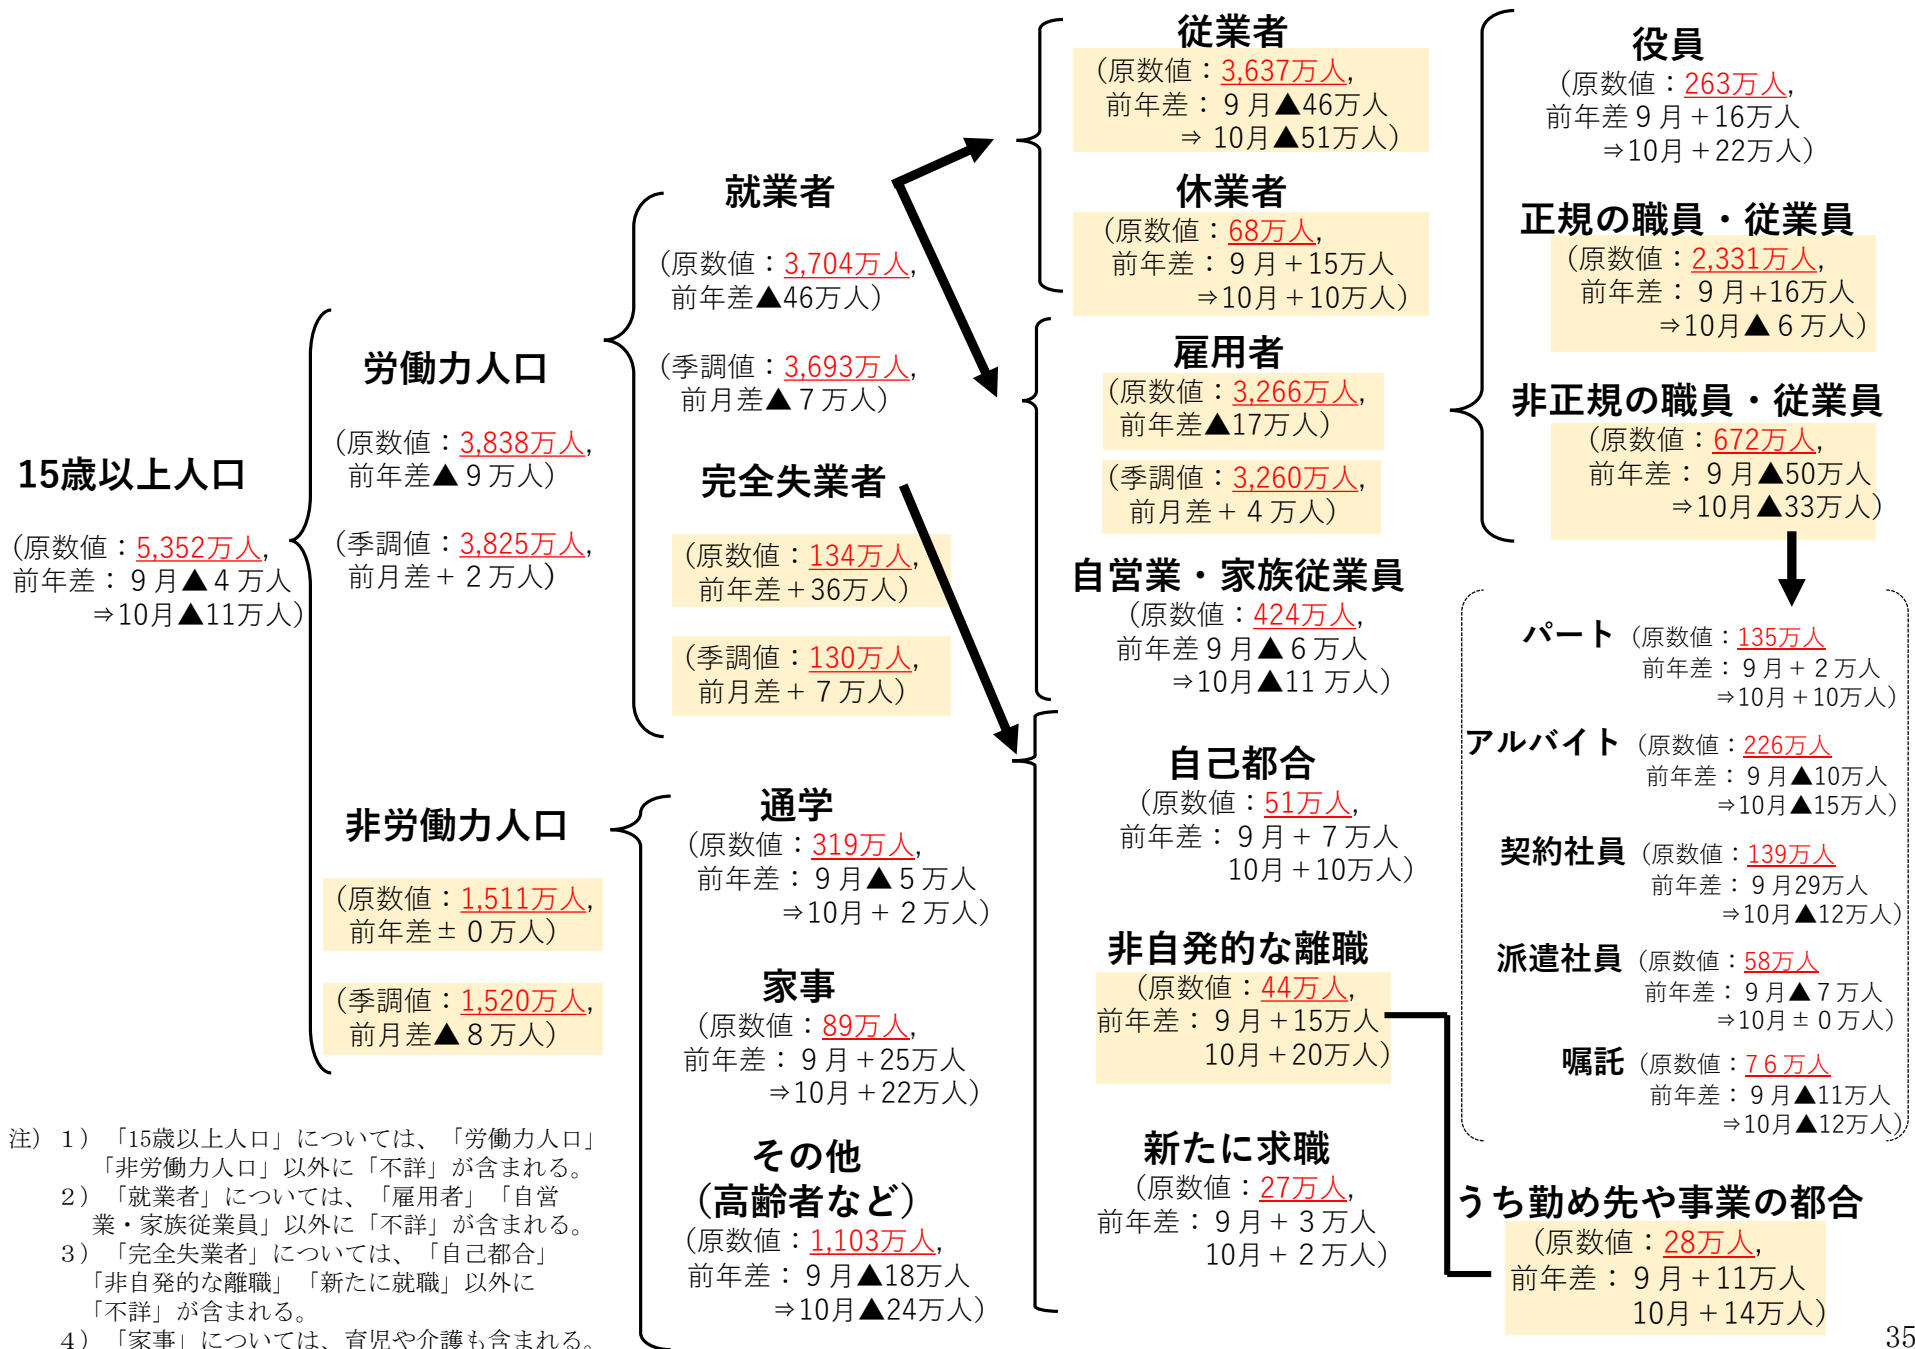 15歳以上人口
(原数値：5,352万人,
前年差：９月▲４万人
⇒10月▲11万人)
労働力人口
(原数値：3,838万人,
前年差▲９万人)
(季調値：3,825万人,
前月差＋２万人)
非労働力人口
(原数値：1,511万人,
前年差±０万人)
(季調値：1,520万人,
前月差▲８万人)
就業者
(原数値：3,704万人,
前年差▲46万人)
(季調値：3,693万人,
前月差▲７万人)
完全失業者
(原数値：134万人,
前年差＋36万人)
(季調値：130万人,
前月差＋７万人)
通学
(原数値：319万人,
前年差：９月▲５万人
⇒10月＋２万人)
家事
(原数値：89万人,
前年差：９月＋25万人
⇒10月＋22万人)
その他
(高齢者など)
(原数値：1,103万人,
前年差：９月▲18万人
⇒10月▲24万人)
従業者
(原数値：3,637万人,
前年差：９月▲46万人
⇒ 10月▲51万人)
休業者
(原数値：68万人,
前年差：９月＋15万人
⇒10月＋10万人)
雇用者
(原数値：3,266万人,
前年差▲17万人)
(季調値：3,260万人,
前月差＋４万人)
自営業・家族従業員
(原数値：424万人,
前年差９月▲６万人
⇒10月▲11 万人)
自己都合
(原数値：51万人,
前年差：９月＋７万人
10月＋10万人)
非自発的な離職
(原数値：44万人,
前年差：９月＋15万人
10月＋20万人)
新たに求職
(原数値：27万人,
前年差：９月＋３万人
10月＋２万人)
役員
(原数値：263万人,
前年差９月＋16万人
⇒10月＋22万人)
正規の職員・従業員
(原数値：2,331万人,
前年差：９月+16万人
⇒10月▲６万人)
非正規の職員・従業員
(原数値：672万人,
前年差：９月▲50万人
⇒10月▲33万人)
パート (原数値：135万人
前年差：９月＋２万人
⇒10月＋10万人)
アルバイト (原数値：226万人
前年差：９月▲10万人
⇒10月▲15万人)
契約社員 (原数値：139万人
前年差：９月29万人
⇒10月▲12万人)
派遣社員 (原数値：58万人
前年差：９月▲７万人
⇒10月±０万人)
嘱託 (原数値：７６万人
前年差：９月▲11万人
⇒10月▲12万人)
うち勤め先や事業の都合
(原数値：28万人,
前年差：９月＋11万人
10月＋14万人)
注）１）「15歳以上人口」については、「労働力人口」
「非労働力人口」以外に「不詳」が含まれる。
２）「就業者」については、「雇用者」「自営
業・家族従業員」以外に「不詳」が含まれる。
３）「完全失業者」については、「自己都合」
「非自発的な離職」「新たに就職」以外に
「不詳」が含まれる。
４）「家事」については、育児や介護も含まれる。
35